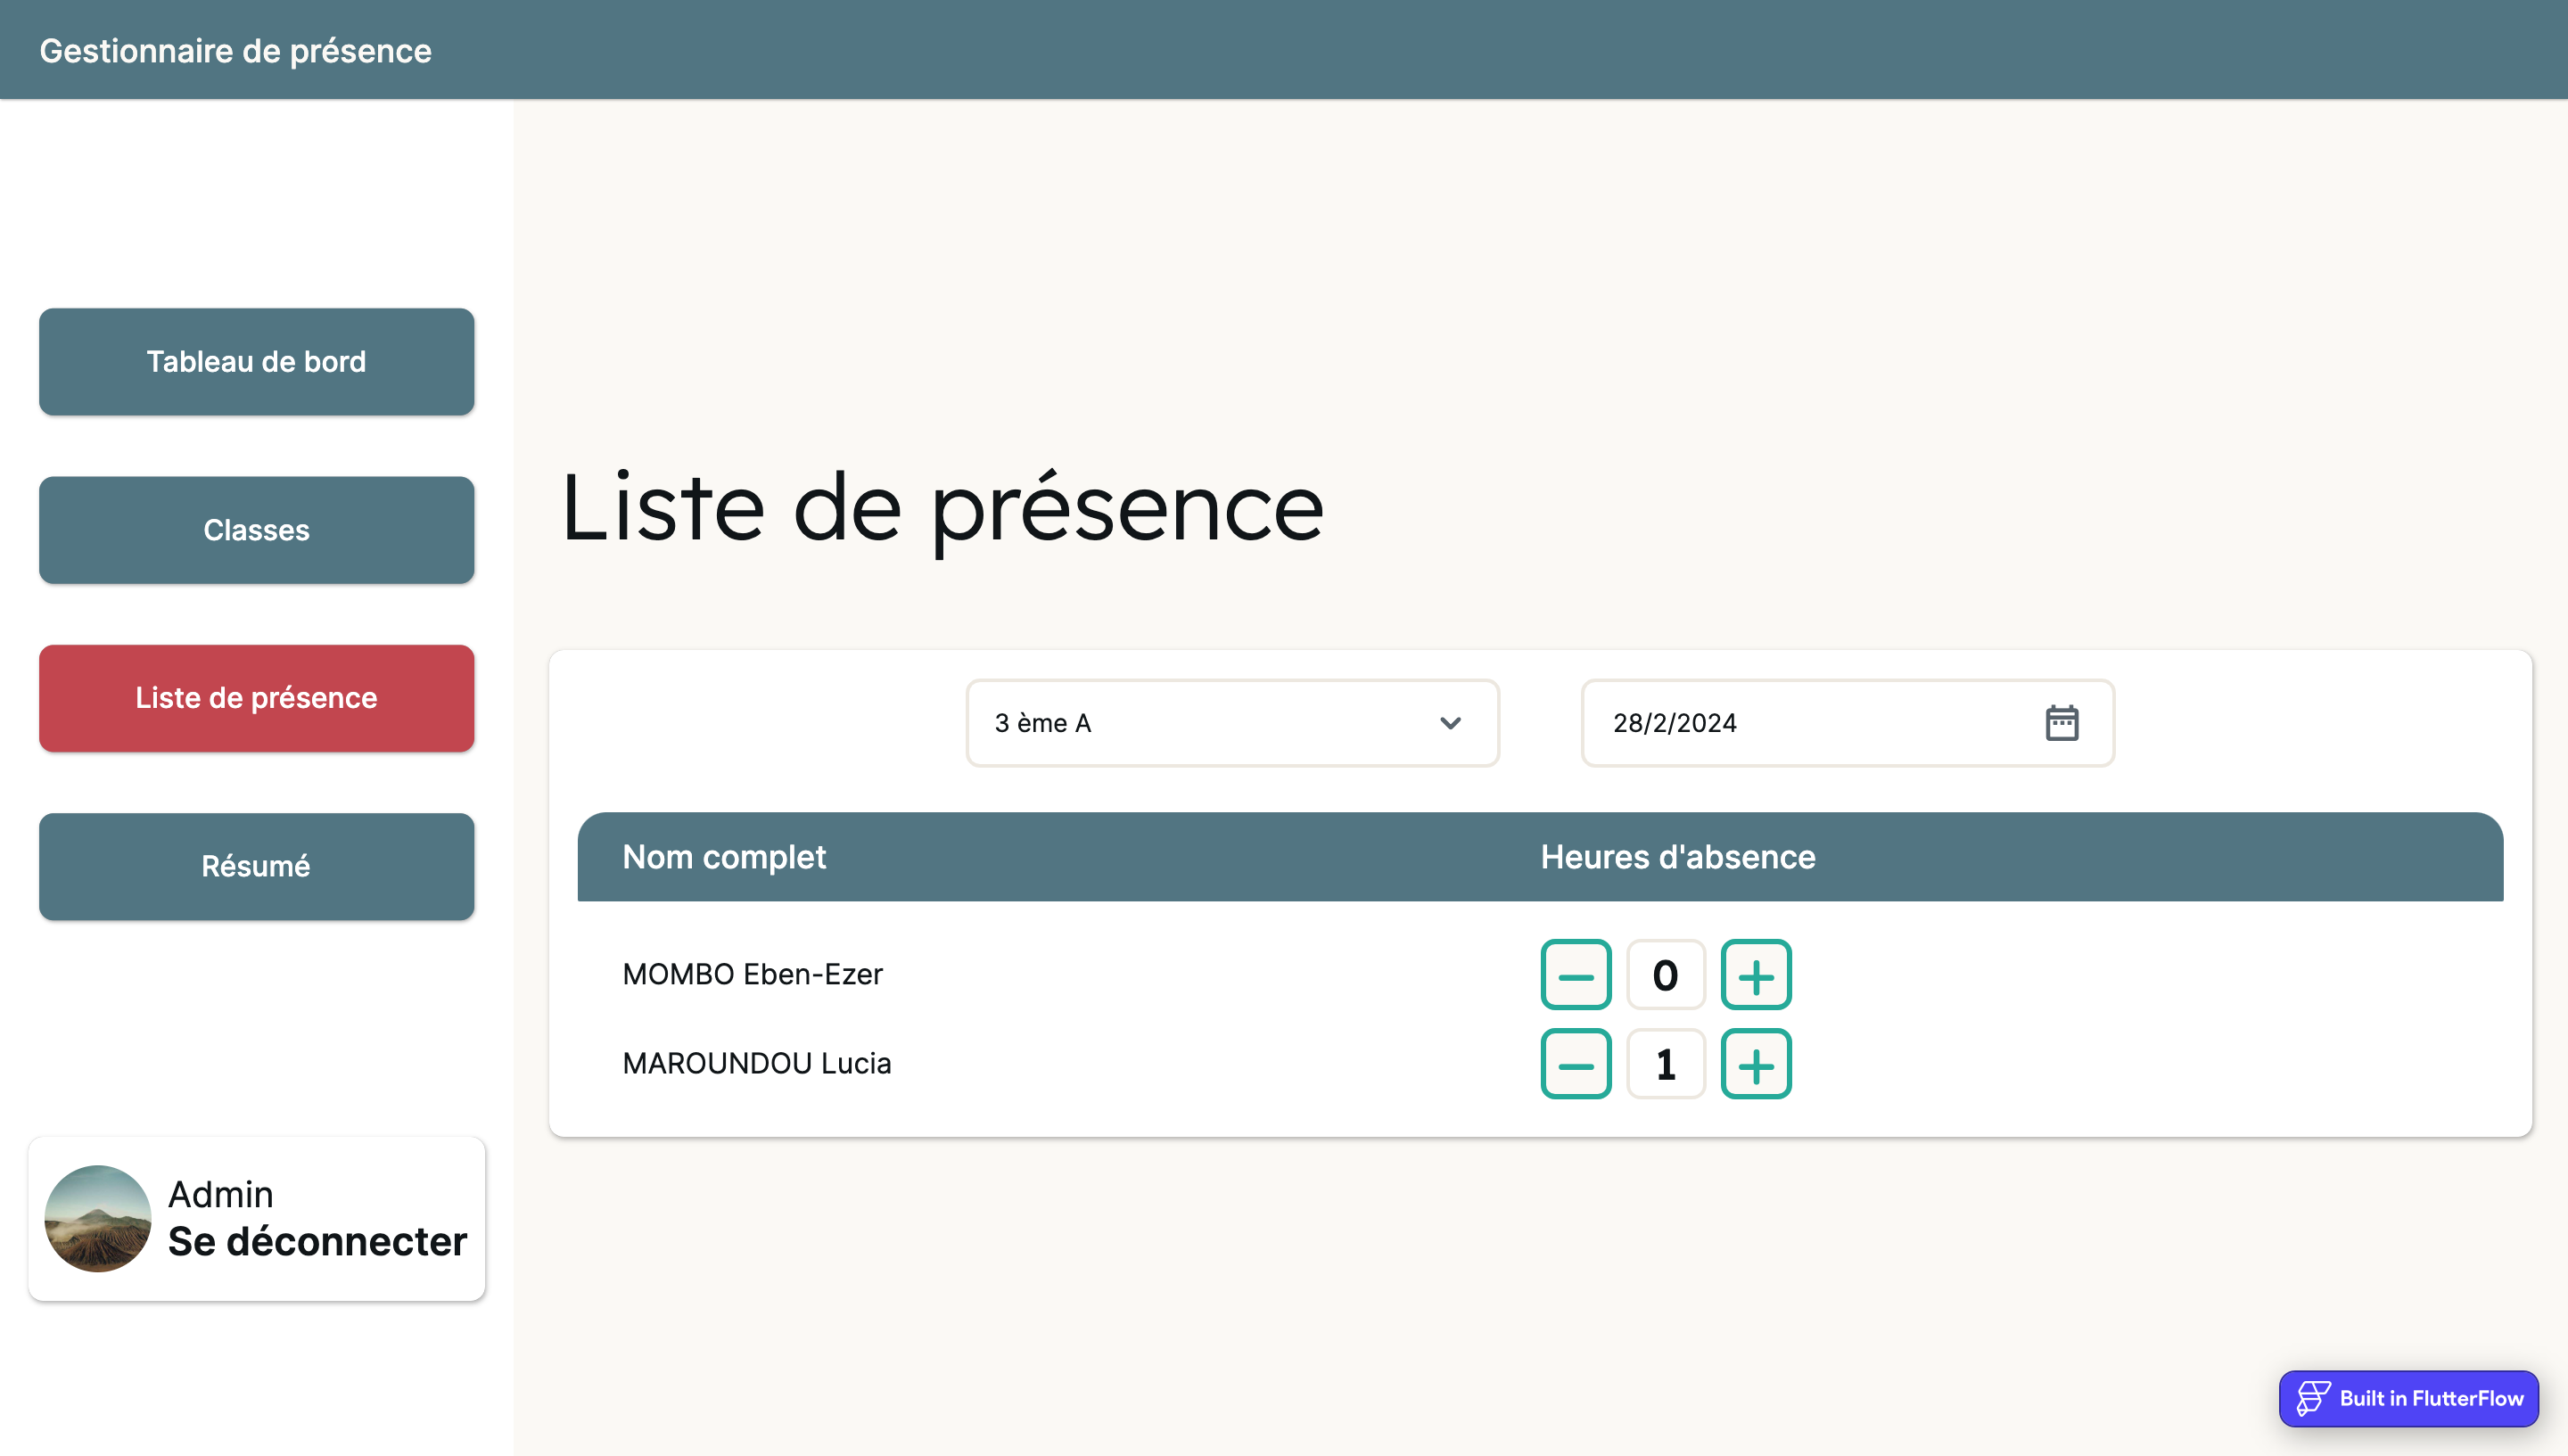 Gestionnaire de présence
Tableau de bord
Classes
Liste de présence
Résumé
Admin
Se déconnecter
Liste de présence
3 ème A
28/2/2024
Nom complet Heures d'absence
MOMBO Eben-Ezer 0
MAROUNDOU Lucia 1
Built in FlutterFlow